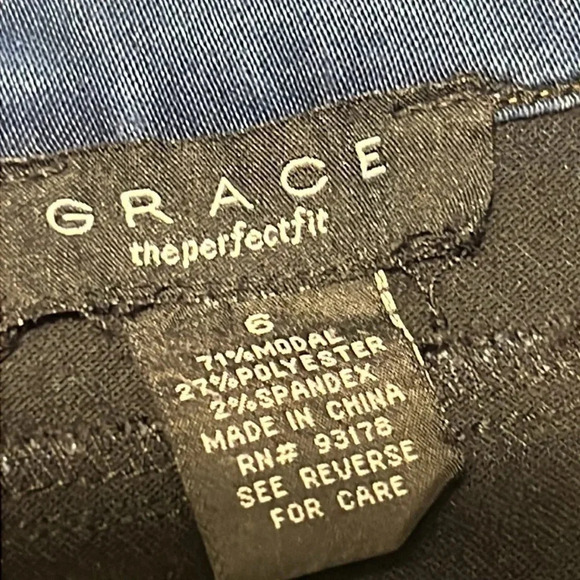 GRACE
theperfectfit
6
71%MODAL
27%POLYESTER
2%SPANDEX
MADE IN CHINA
RN# 93178
SEE REVERSE
FOR CARE